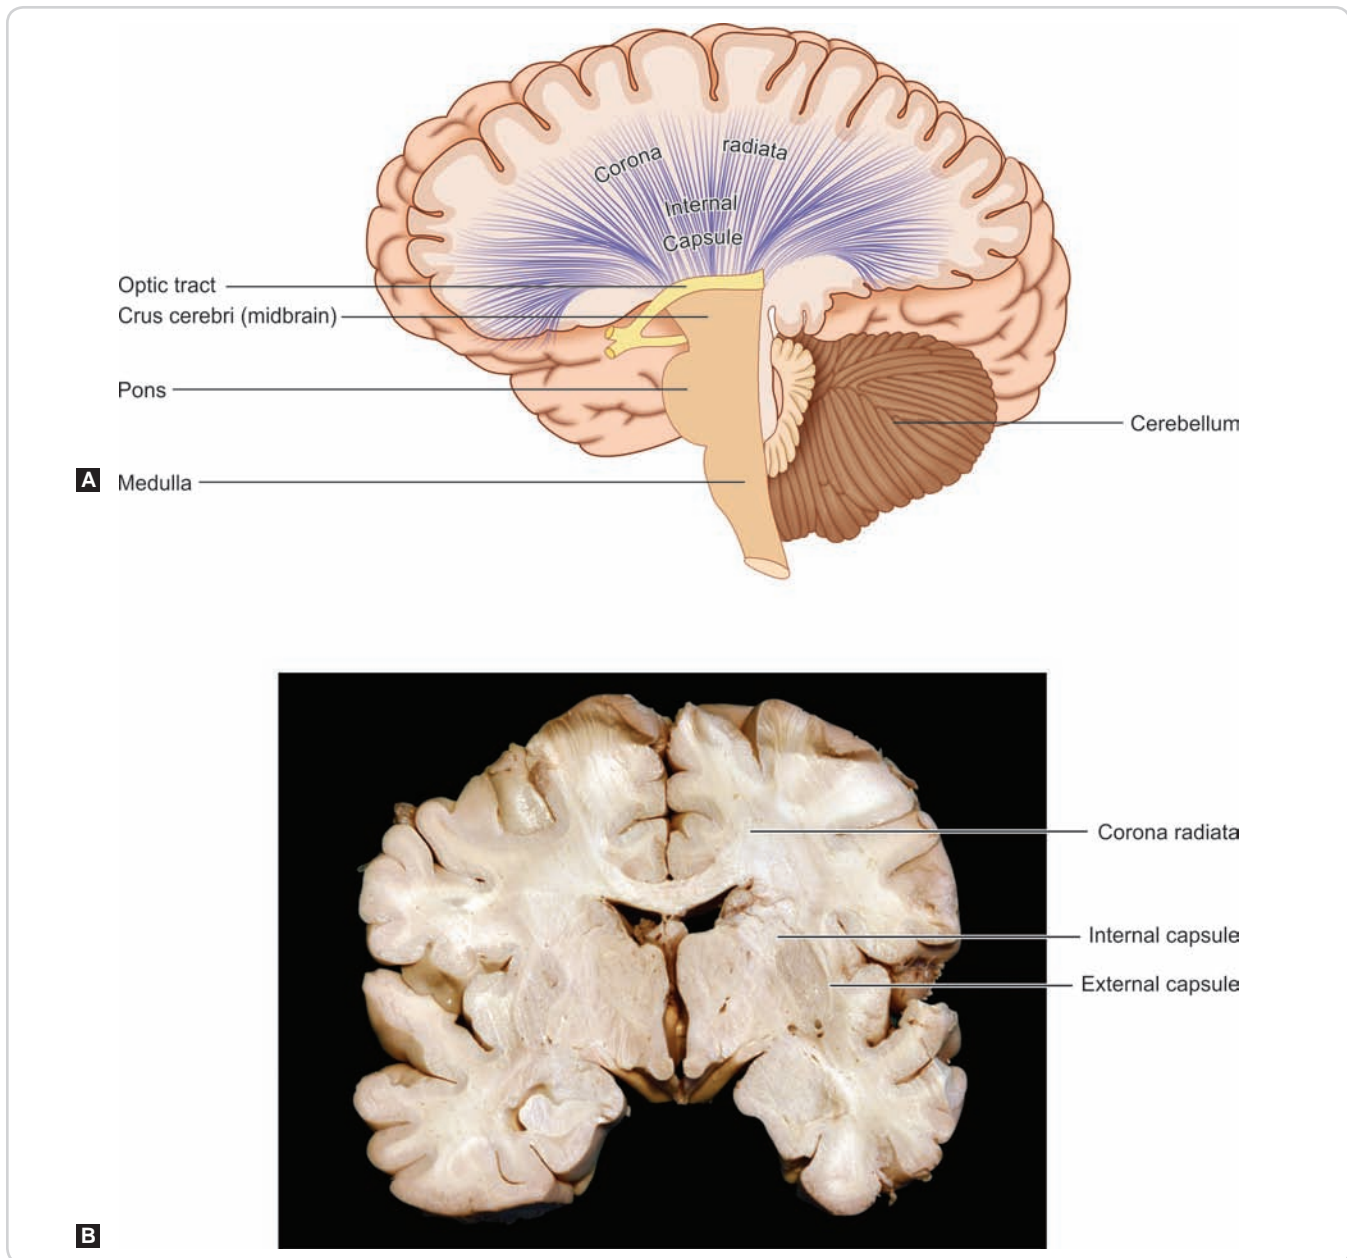 Corona radiata
Internal
Capsule
Optic tract
Crus cerebri (midbrain)
Pons
Cerebellum
A
Medulla
Corona radiata
Internal capsule
External capsule
B